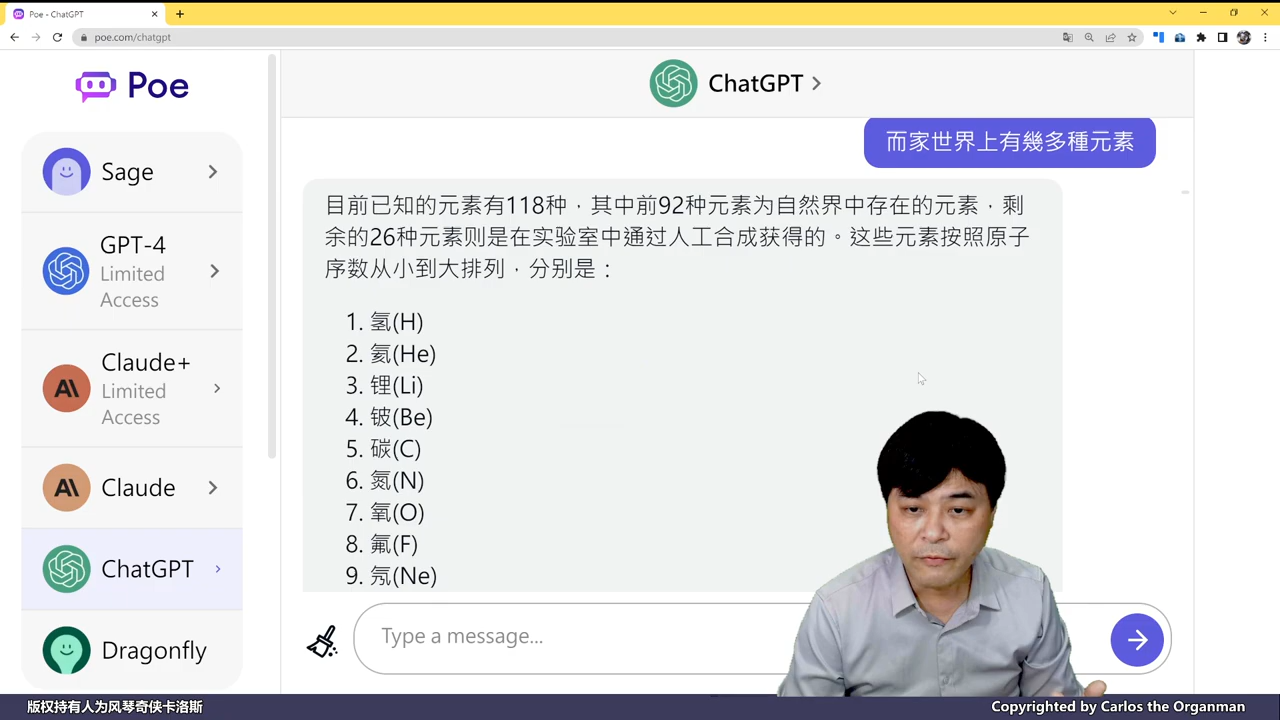 Poe - ChatGPT
poe.com/chatgpt
Poe
Sage
GPT-4
Limited
Access
Claude+
Limited
Access
Claude
ChatGPT
Dragonfly
ChatGPT
而家世界上有幾多種元素
目前已知的元素有118种，其中前92种元素为自然界中存在的元素，剩
余的26种元素则是在实验室中通过人工合成获得的。这些元素按照原子
序数从小到大排列，分别是：
1. 氢(H)
2. 氦(He)
3. 锂(Li)
4. 铍(Be)
5. 碳(C)
6. 氮(N)
7. 氧(O)
8. 氟(F)
9. 氖(Ne)
Type a message...
版权持有人为风琴奇侠卡洛斯
Copyrighted by Carlos the Organman